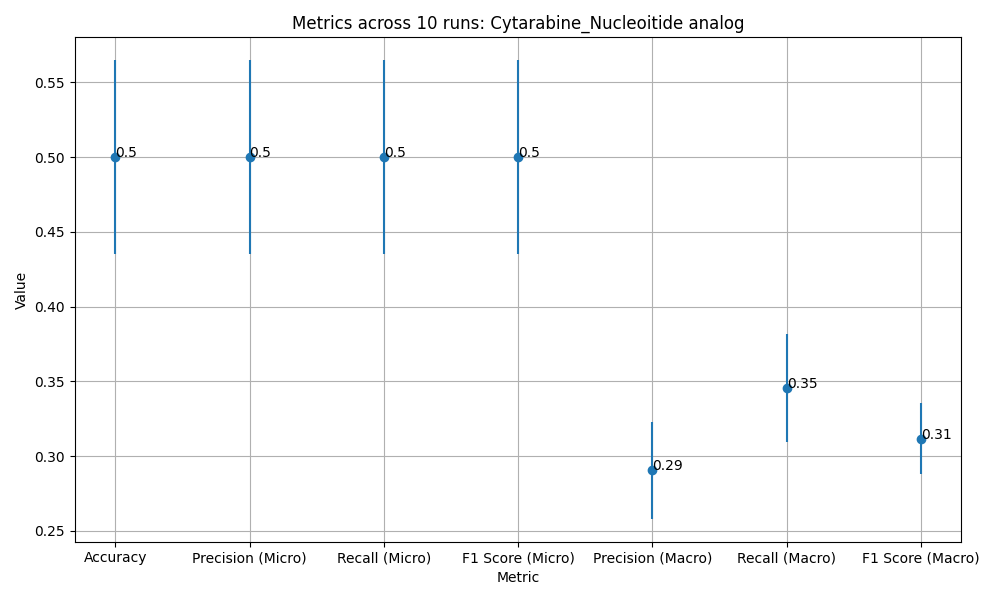 Metrics across 10 runs: Cytarabine_Nucleoitide analog
Value
0.55
0.50
0.45
0.40
0.35
0.30
0.25
0.5
0.5
0.5
0.5
0.29
0.35
0.31
Accuracy
Precision (Micro)
Recall (Micro)
F1 Score (Micro)
Precision (Macro)
Recall (Macro)
F1 Score (Macro)
Metric